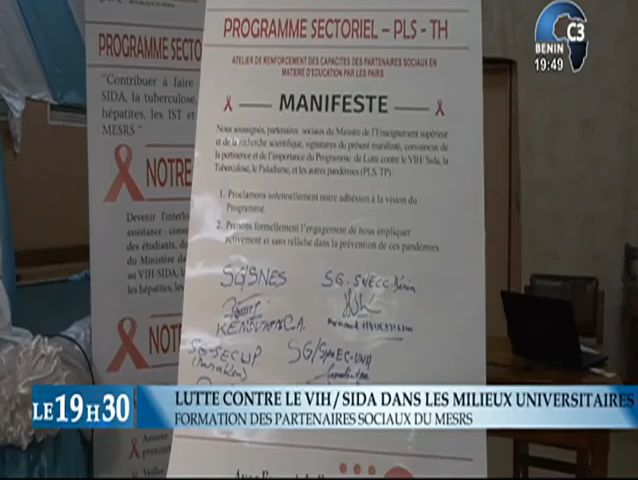 PROGRAMME SECTORIEL – PLS - TH
ATELIER DE RENFORCEMENT DES CAPACITES DES PARTENAIRES SOCIAUX EN
MATIERE D'EDUCATION PAR LES PAIRS
MANIFESTE
Nous soussignés, partenaires sociaux du Ministre de l'Enseignement supérieur
et de la recherche scientifique, signataires du présent manifeste, convaincus de
la pertinence et de l'importance du Programme de Lutte contre le VIH/Sida, la
Tuberculose, le Paludisme, et les autres pandémies (PLS, TP) :
1. Proclamons solennellement notre adhésion à la vision du
Programme.
2. Prenons formellement l'engagement de nous impliquer
activement et sans relâche dans la prévention de ces pandémies.
SG/SNES
SG-SNECC Bénin
SG-SECUP
SG/
PROGRAMME SECTO
"Contribuer à faire
SIDA, la tuberculose,
hépatites, les IST et
MESRS "
NOTRE
Devenir l'interlo
assistance - conse
des étudiants, d
du Ministère d
au VIH-SIDA, l
les hépatites, le
NOT
Assurer
proximi
Veiller
C3
BENIN
19:49
LE 19H30
LUTTE CONTRE LE VIH / SIDA DANS LES MILIEUX UNIVERSITAIRES
FORMATION DES PARTENAIRES SOCIAUX DU MESRS